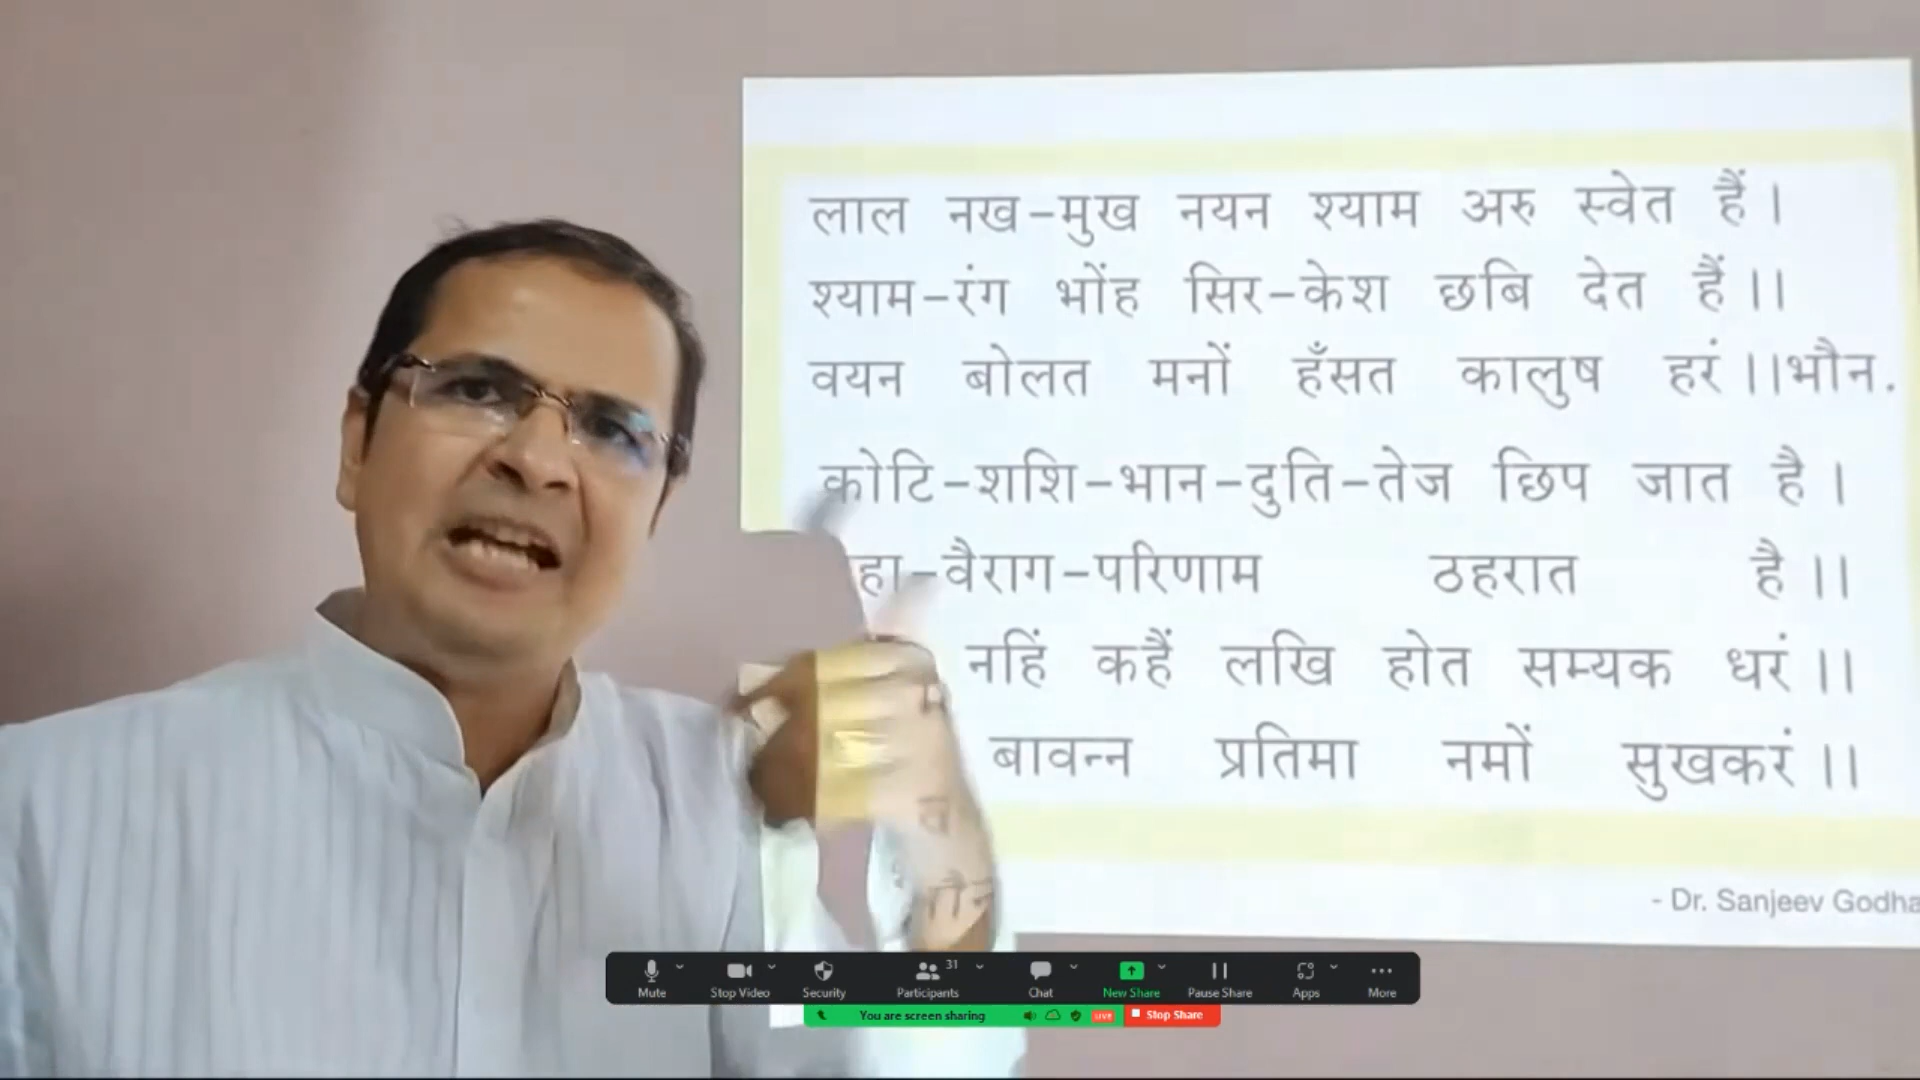 लाल नख-मुख नयन श्याम अरु स्वेत हैं।
श्याम-रंग भोंह सिर-केश छबि देत हैं।।
वयन बोलत मनों हँसत कालुष हरं।।भौन.
कोटि-शशि-भान-दुति-तेज छिप जात है।
हा-वैराग-परिणाम ठहरात है।।
नहिं कहैं लखि होत सम्यक धरं।।
बावन्न प्रतिमा नमों सुखकरं।।
- Dr. Sanjeev Godha
31
Mute Stop Video Security Participants Chat New Share Pause Share Apps More
You are screen sharing LIVE Stop Share